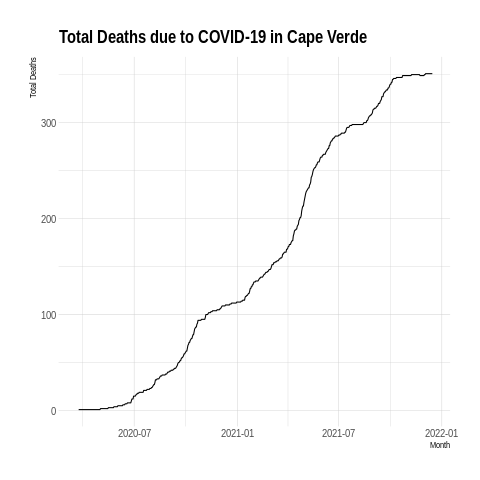 Total Deaths due to COVID-19 in Cape Verde
Total Deaths
300
200
100
0
2020-07
2021-01
2021-07
2022-01
Month